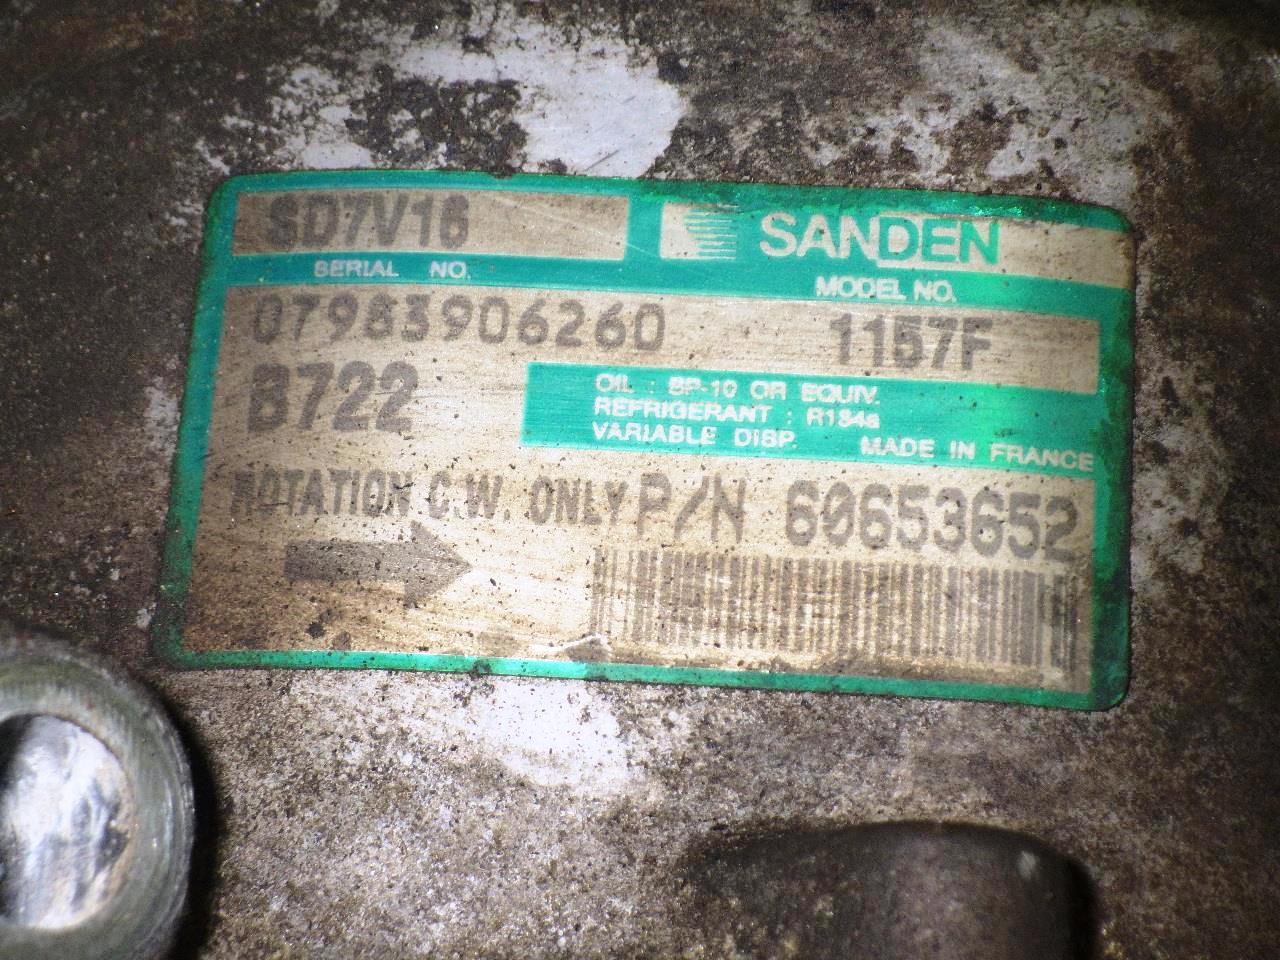 SD7V16 SANDEN
SERIAL NO. MODEL NO.
07983906260 1157F
B722
OIL : SP-10 OR EQUIV.
REFRIGERANT : R134a
VARIABLE DISP. MADE IN FRANCE
ROTATION C.W. ONLY P/N 60653652